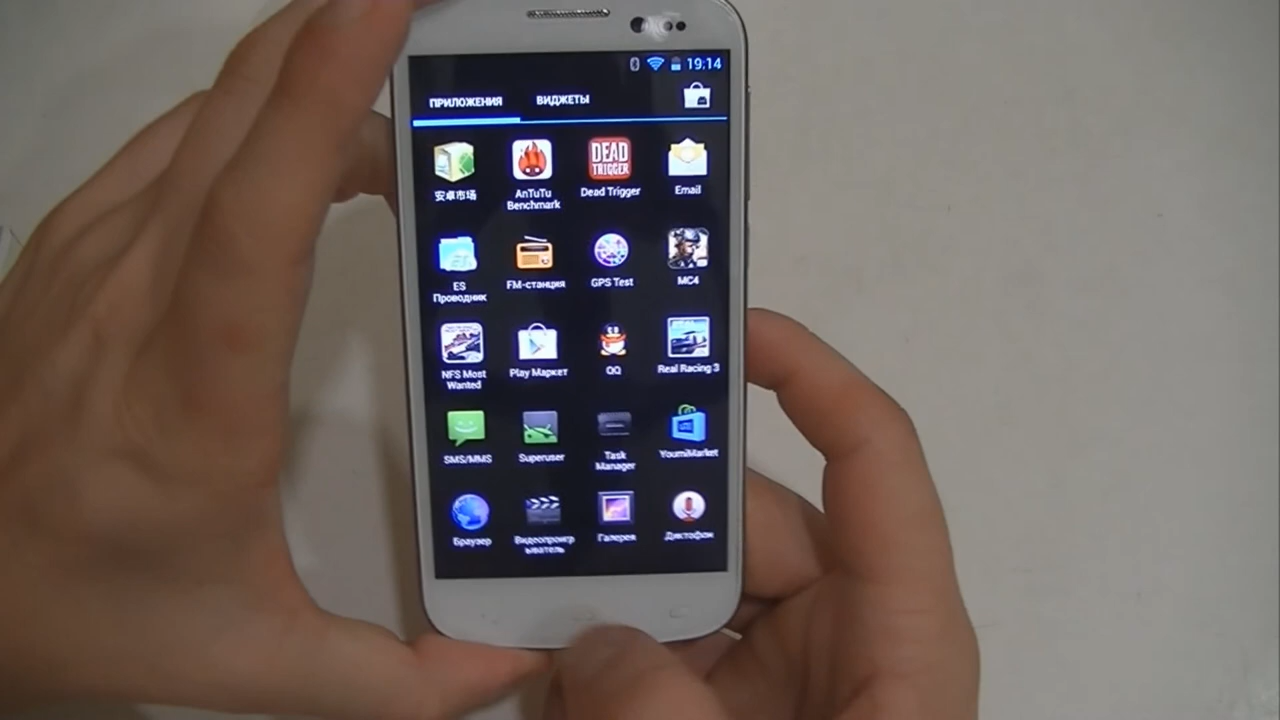 19:14
ПРИЛОЖЕНИЯ ВИДЖЕТЫ
DEAD
TRIGGER
安卓市场
AnTuTu
Benchmark
Dead Trigger
Email
ES
Проводник
FM-станция
GPS Test
MC4
NFS Most
Wanted
Play Маркет
QQ
Real Racing 3
SMS/MMS
Superuser
Task
Manager
YoumiMarket
Браузер
Видеопроигр
ыватель
Галерея
Диктофон